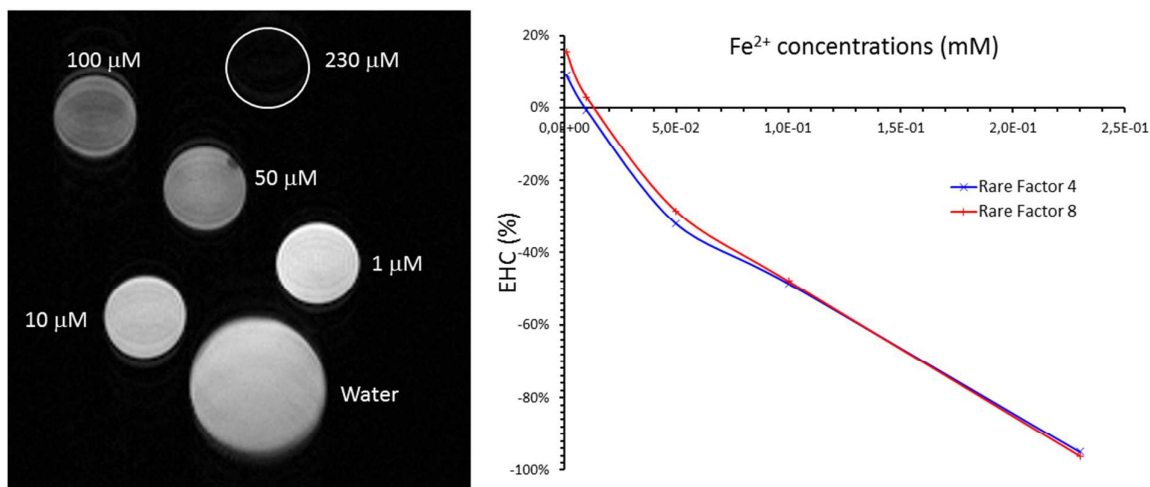 100 μM
230 μM
50 μM
1 μM
10 μM
Water
Fe²⁺ concentrations (mM)
EHC (%)
20%
0%
-20%
-40%
-60%
-80%
-100%
0,0E+00 5,0E-02 1,0E-01 1,5E-01 2,0E-01 2,5E-01
Rare Factor 4
Rare Factor 8